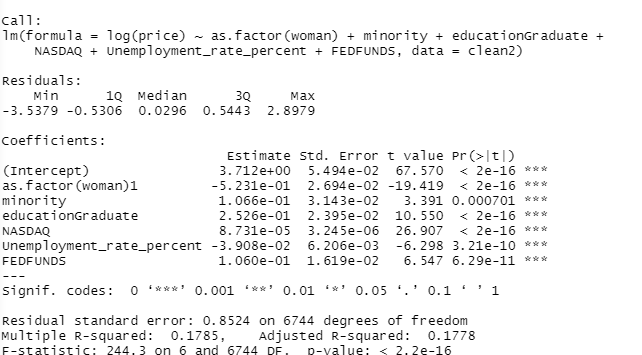 Call:
lm(formula = log(price) ~ as.factor(woman) + minority + educationGraduate +
    NASDAQ + Unemployment_rate_percent + FEDFUNDS, data = clean2)
Residuals:
    Min      1Q  Median      3Q     Max
-3.5379 -0.5306  0.0296  0.5443  2.8979
Coefficients:
                            Estimate Std. Error t value Pr(>|t|)
(Intercept)                3.712e+00  5.494e-02  67.570  < 2e-16 ***
as.factor(woman)1         -5.231e-01  2.694e-02 -19.419  < 2e-16 ***
minority                   1.066e-01  3.143e-02   3.391 0.000701 ***
educationGraduate          2.526e-01  2.395e-02  10.550  < 2e-16 ***
NASDAQ                     8.731e-05  3.245e-06  26.907  < 2e-16 ***
Unemployment_rate_percent -3.908e-02  6.206e-03  -6.298 3.21e-10 ***
FEDFUNDS                   1.060e-01  1.619e-02   6.547 6.29e-11 ***
---
Signif. codes:  0 ‘***’ 0.001 ‘**’ 0.01 ‘*’ 0.05 ‘.’ 0.1 ‘ ’ 1
Residual standard error: 0.8524 on 6744 degrees of freedom
Multiple R-squared:  0.1785,    Adjusted R-squared:  0.1778
F-statistic: 244.3 on 6 and 6744 DF,  p-value: < 2.2e-16